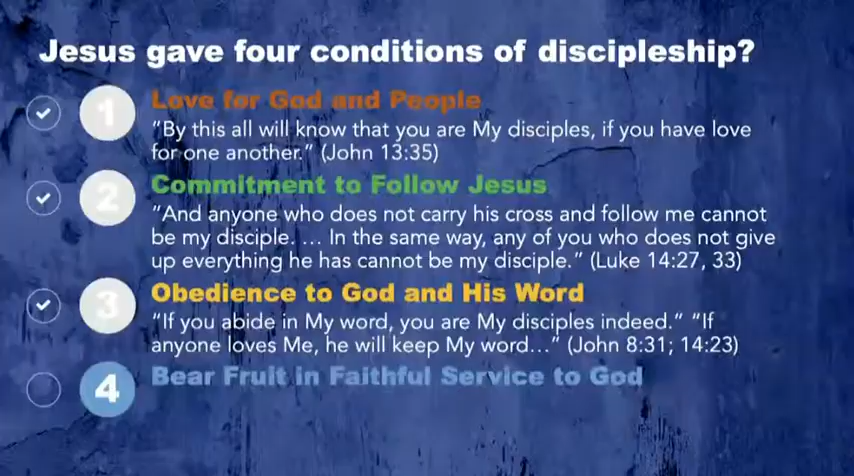 Jesus gave four conditions of discipleship?
1 Love for God and People
“By this all will know that you are My disciples, if you have love
for one another.” (John 13:35)
2 Commitment to Follow Jesus
“And anyone who does not carry his cross and follow me cannot
be my disciple. … In the same way, any of you who does not give
up everything he has cannot be my disciple.” (Luke 14:27, 33)
3 Obedience to God and His Word
“If you abide in My word, you are My disciples indeed.” “If
anyone loves Me, he will keep My word…” (John 8:31; 14:23)
4 Bear Fruit in Faithful Service to God